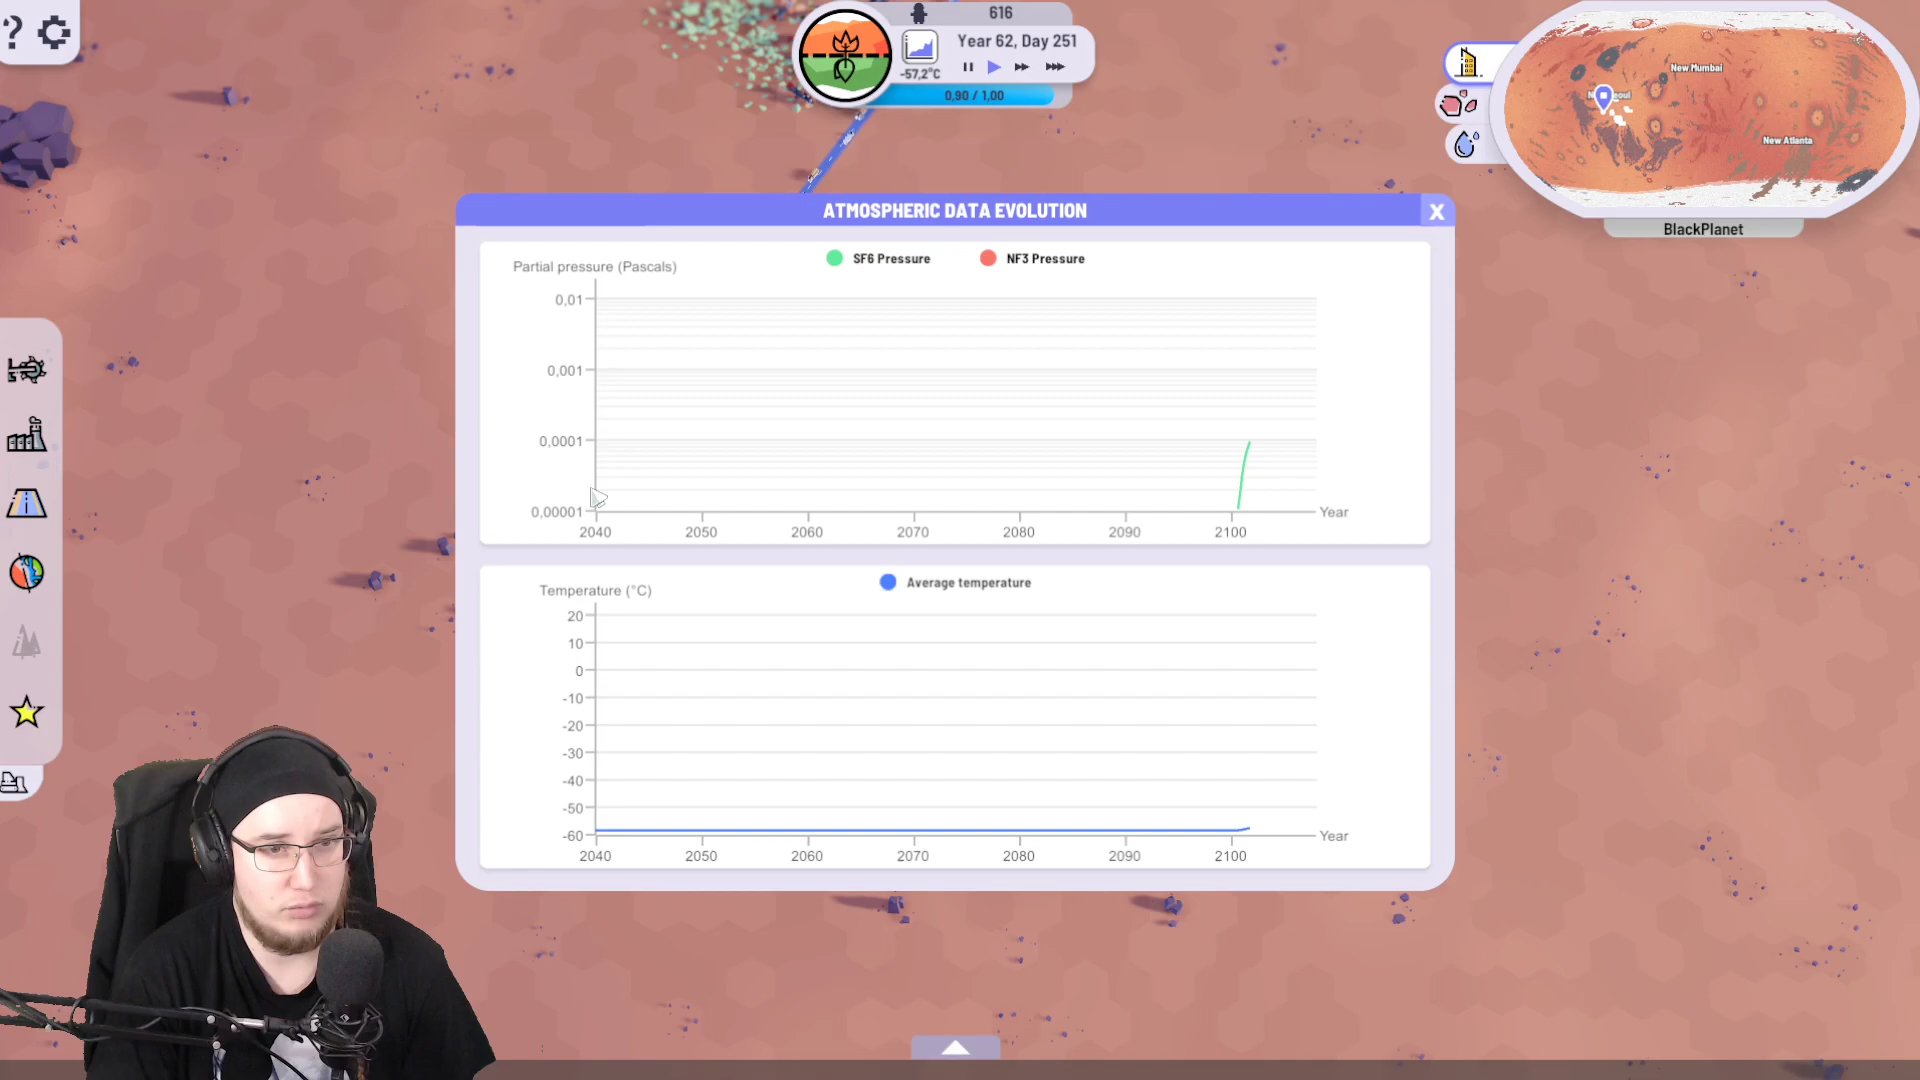 ?
616
Year 62, Day 251
-57,2°C
0,90 / 1,00
New Mumbai
New Atlanta
BlackPlanet
ATMOSPHERIC DATA EVOLUTION
X
Partial pressure (Pascals)
SF6 Pressure
NF3 Pressure
0,01
0,001
0,0001
0,00001
2040
2050
2060
2070
2080
2090
2100
Year
Temperature (°C)
Average temperature
20
10
0
-10
-20
-30
-40
-50
-60
2040
2050
2060
2070
2080
2090
2100
Year